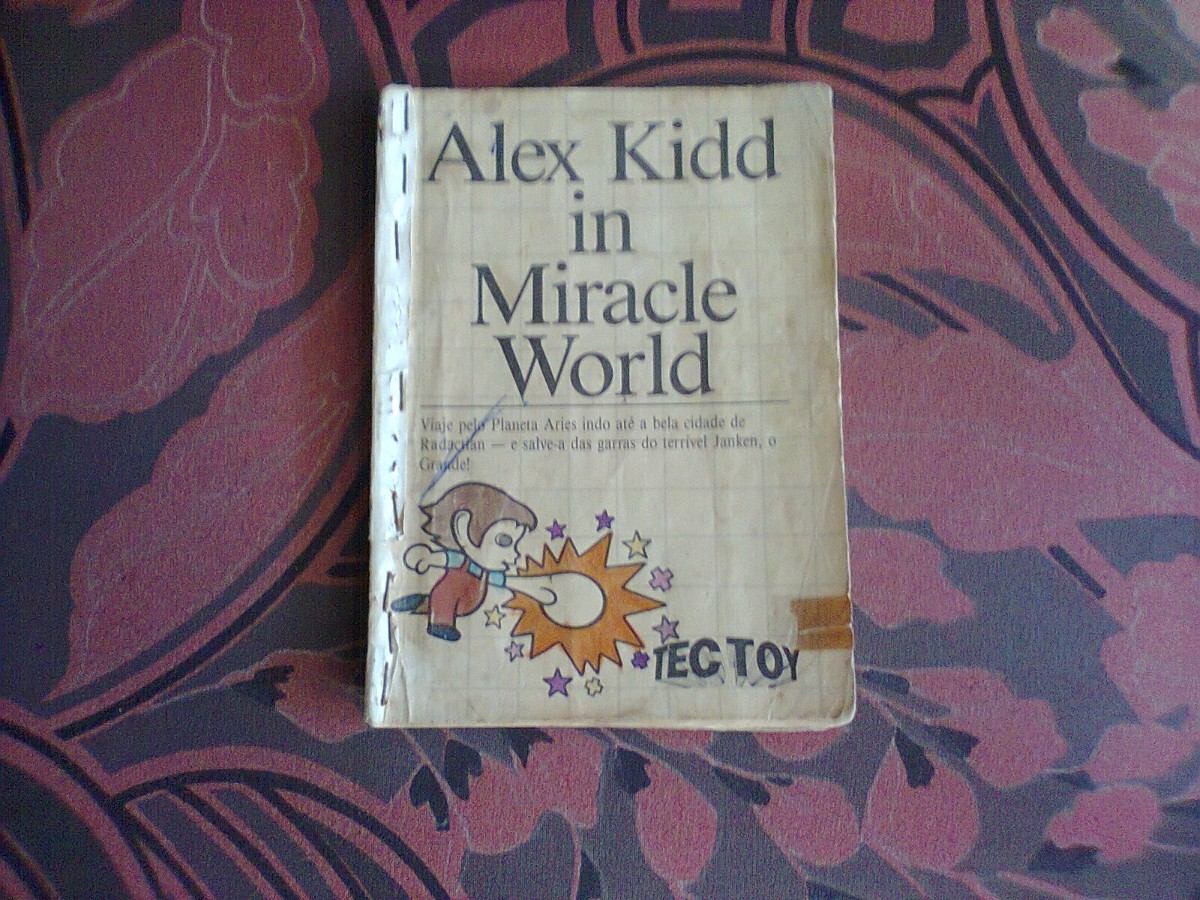 Alex Kidd
in
Miracle
World
Viaje pelo Planeta Aries indo até a bela cidade de
Radactian — e salve-a das garras do terrível Janken, o
Grande!
TEC TOY